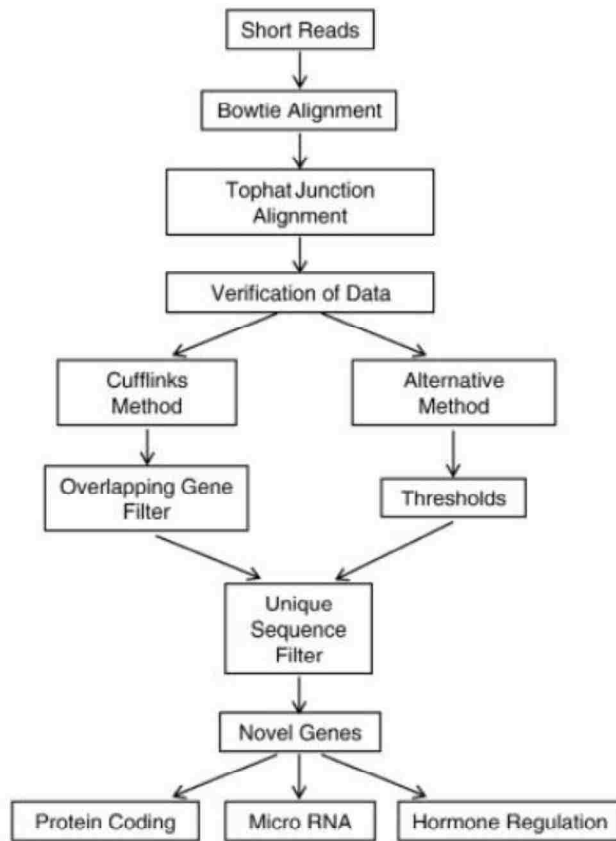 Short Reads
Bowtie Alignment
Tophat Junction
Alignment
Verification of Data
Cufflinks
Method
Alternative
Method
Overlapping Gene
Filter
Thresholds
Unique
Sequence
Filter
Novel Genes
Protein Coding
Micro RNA
Hormone Regulation